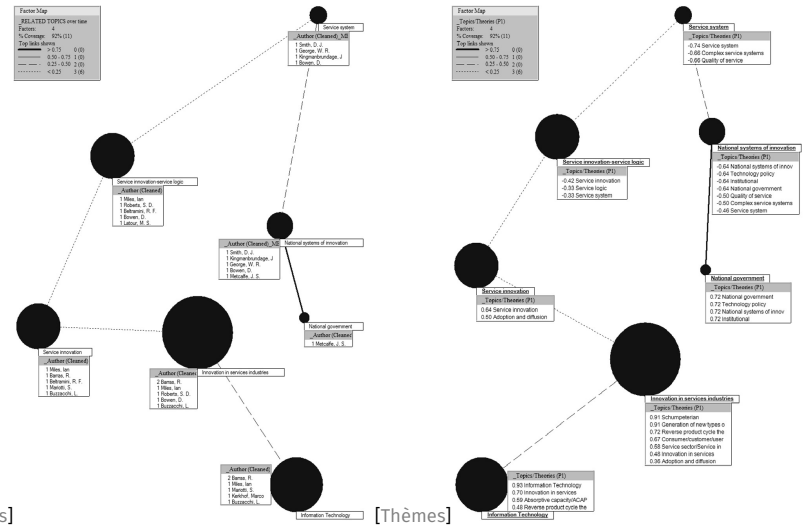 Factor Map
_RELATED TOPICS over time
Factors: 4
% Coverage: 92% (11)
Top links shown
> 0.75 0 (0)
0.50 - 0.75 1 (0)
0.25 - 0.50 2 (0)
< 0.25 3 (6)
Service system
_Author (Cleaned)_MI
1 Smith, D. J.
1 George, W. R.
1 Kingmanbrundage, J
1 Bowen, D.
Service innovation-service logic
_Author (Cleaned)
1 Miles, Ian
1 Roberts, S. D.
1 Beltramini, R. F.
1 Bowen, D.
1 Latour, M. S.
National systems of innovation
_Author (Cleaned)_MI
1 Smith, D. J.
1 Kingmanbrundage, J
1 George, W. R.
1 Bowen, D.
1 Metcalfe, J. S.
National government
_Author (Cleaned)
1 Metcalfe, J. S.
Service innovation
_Author (Cleaned)
1 Miles, Ian
1 Barras, R.
1 Beltramini, R. F.
1 Marotti, S.
1 Buzzacchi, L.
Innovation in services industries
_Author (Cleane
2 Barras, R.
1 Miles, Ian
1 Roberts, S. D.
1 Bowen, D.
1 Buzzacchi, L.
_Author (Cleaned)
2 Barras, R.
1 Miles, Ian
1 Mariotti, S.
1 Kerkhof, Marco
1 Buzzacchi, L.
Information Technology
s]
Factor Map
_Topics/Theories (P1)
Factors: 4
% Coverage: 92% (11)
Top links shown
> 0.75 0 (0)
0.50 - 0.75 1 (0)
0.25 - 0.50 2 (0)
< 0.25 3 (6)
Service system
_Topics/Theories (P1)
-0.74 Service system
-0.66 Complex service systems
-0.66 Quality of service
National systems of innovation
_Topics/Theories (P1)
-0.64 National systems of innov
-0.64 Technology policy
-0.64 Institutional
-0.64 National government
-0.50 Quality of service
-0.50 Complex service systems
-0.46 Service system
Service innovation-service logic
_Topics/Theories (P1)
-0.42 Service innovation
-0.33 Service logic
-0.33 Service system
National government
_Topics/Theories (P1)
0.72 National government
0.72 Technology policy
0.72 National systems of innov
0.72 Institutional
Service innovation
_Topics/Theories (P1)
0.64 Service innovation
0.60 Adoption and diffusion
Innovation in services industries
_Topics/Theories (P1)
0.91 Schumpeterian
0.91 Generation of new types o
0.72 Reverse product cycle the
0.67 Consumer/customer/user
0.58 Service sector/Service in
0.48 Innovation in services
0.36 Adoption and diffusion
_Topics/Theories (P1)
0.93 Information Technology
0.70 Innovation in services
0.59 Absorptive capacity/ACAP
0.48 Reverse product cycle the
Information Technology
[Thèmes]